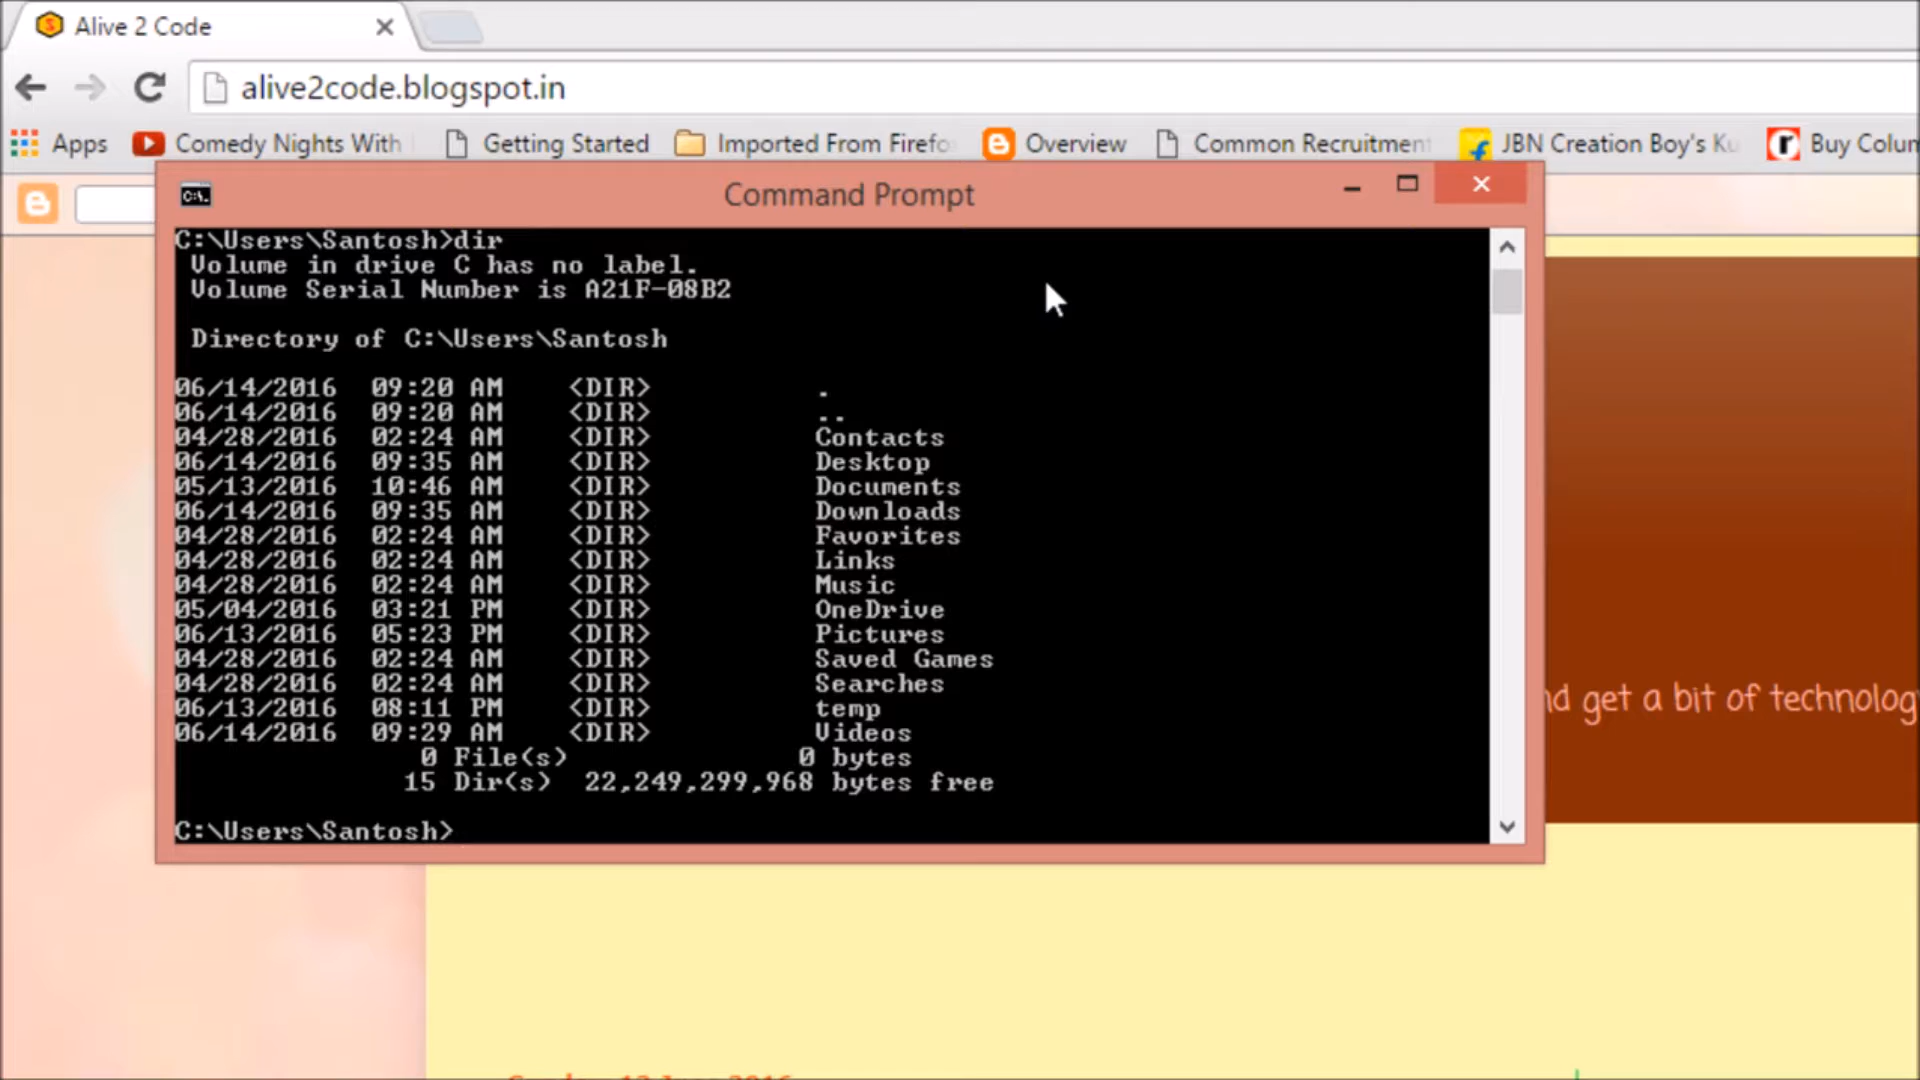 Alive 2 Code
alive2code.blogspot.in
Apps Comedy Nights With Getting Started Imported From Firefo Overview Common Recruitment JBN Creation Boy's Ku Buy Colum
C:\. Command Prompt
C:\Users\Santosh>dir
Volume in drive C has no label.
Volume Serial Number is A21F-08B2
Directory of C:\Users\Santosh
06/14/2016 09:20 AM <DIR> .
06/14/2016 09:20 AM <DIR> ..
04/28/2016 02:24 AM <DIR> Contacts
06/14/2016 09:35 AM <DIR> Desktop
05/13/2016 10:46 AM <DIR> Documents
06/14/2016 09:35 AM <DIR> Downloads
04/28/2016 02:24 AM <DIR> Favorites
04/28/2016 02:24 AM <DIR> Links
04/28/2016 02:24 AM <DIR> Music
05/04/2016 03:21 PM <DIR> OneDrive
06/13/2016 05:23 PM <DIR> Pictures
04/28/2016 02:24 AM <DIR> Saved Games
04/28/2016 02:24 AM <DIR> Searches
06/13/2016 08:11 PM <DIR> temp
06/14/2016 09:29 AM <DIR> Videos
0 File(s) 0 bytes
15 Dir(s) 22,249,299,968 bytes free
C:\Users\Santosh>
nd get a bit of technolog